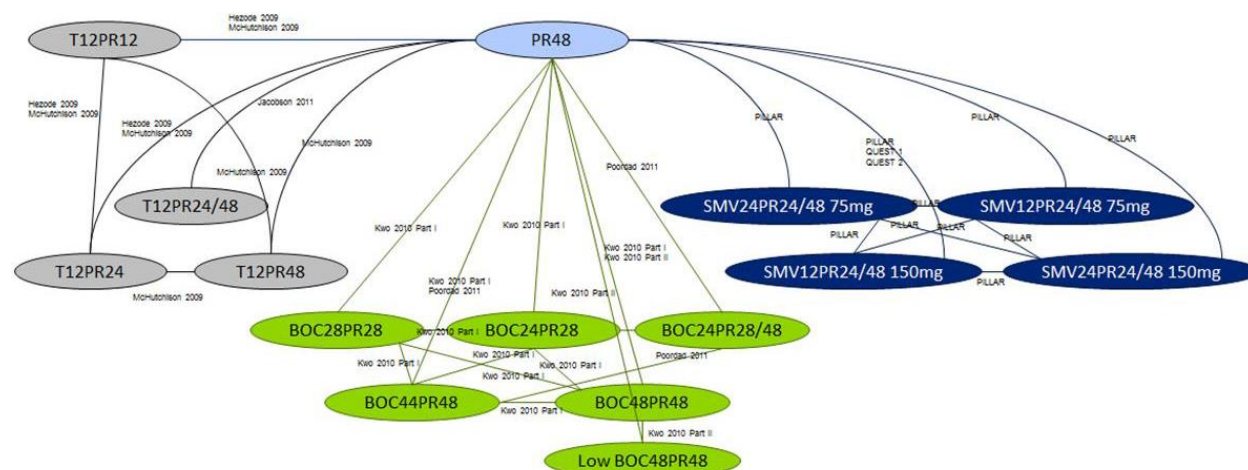 Hezode 2009
McHutchison 2009
T12PR12
PR48
Hezode 2009
McHutchison 2009
Jacobson 2011
Hezode 2009
McHutchison 2009
McHutchison 2009
PILLAR
PILLAR
PILLAR
PILLAR
QUEST 1
QUEST 2
McHutchison 2009
Poordad 2011
T12PR24/48
SMV24PR24/48 75mg
PILLAR
SMV12PR24/48 75mg
Kwo 2010 Part I
Kwo 2010 Part I
PILLAR
Kwo 2010 Part I
Kwo 2010 Part II
PILLAR
PILLAR
PILLAR
T12PR24
T12PR48
SMV12PR24/48 150mg
SMV24PR24/48 150mg
McHutchison 2009
Kwo 2010 Part I
Poordad 2011
PILLAR
Kwo 2010 Part II
BOC28PR28
Kwo 2010 Part I
BOC24PR28
BOC24PR28/48
Kwo 2010 Part I
Kwo 2010 Part I
Kwo 2010 Part I
Poordad 2011
Kwo 2010 Part I
BOC44PR48
Kwo 2010 Part I
BOC48PR48
Kwo 2010 Part II
Low BOC48PR48